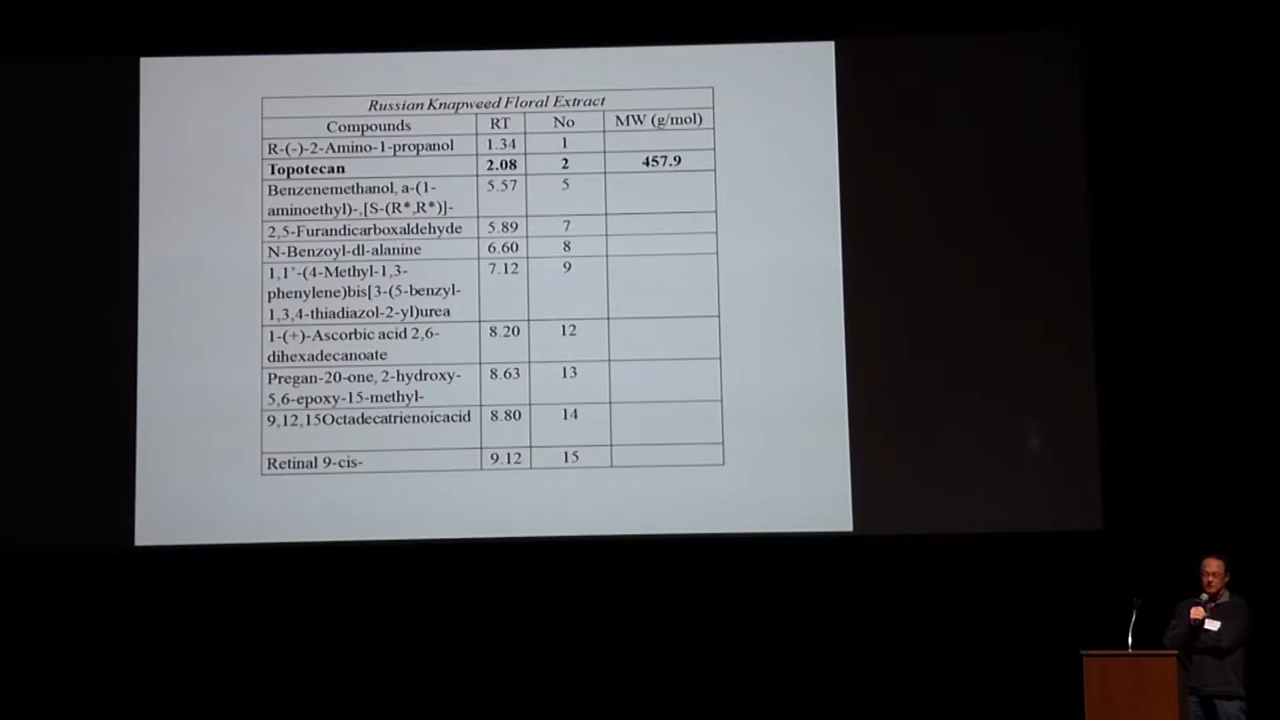 Russian Knapweed Floral Extract
Compounds RT No MW (g/mol)
R-(-)-2-Amino-1-propanol 1.34 1
Topotecan 2.08 2 457.9
Benzenemethanol, a-(1- 5.57 5
aminoethyl)-,[S-(R*,R*)]-
2,5-Furandicarboxaldehyde 5.89 7
N-Benzoyl-dl-alanine 6.60 8
1,1'-(4-Methyl-1,3- 7.12 9
phenylene)bis[3-(5-benzyl-
1,3,4-thiadiazol-2-yl)urea
1-(+)-Ascorbic acid 2,6- 8.20 12
dihexadecanoate
Pregan-20-one, 2-hydroxy- 8.63 13
5,6-epoxy-15-methyl-
9,12,15Octadecatrienoicacid 8.80 14
Retinal 9-cis- 9.12 15